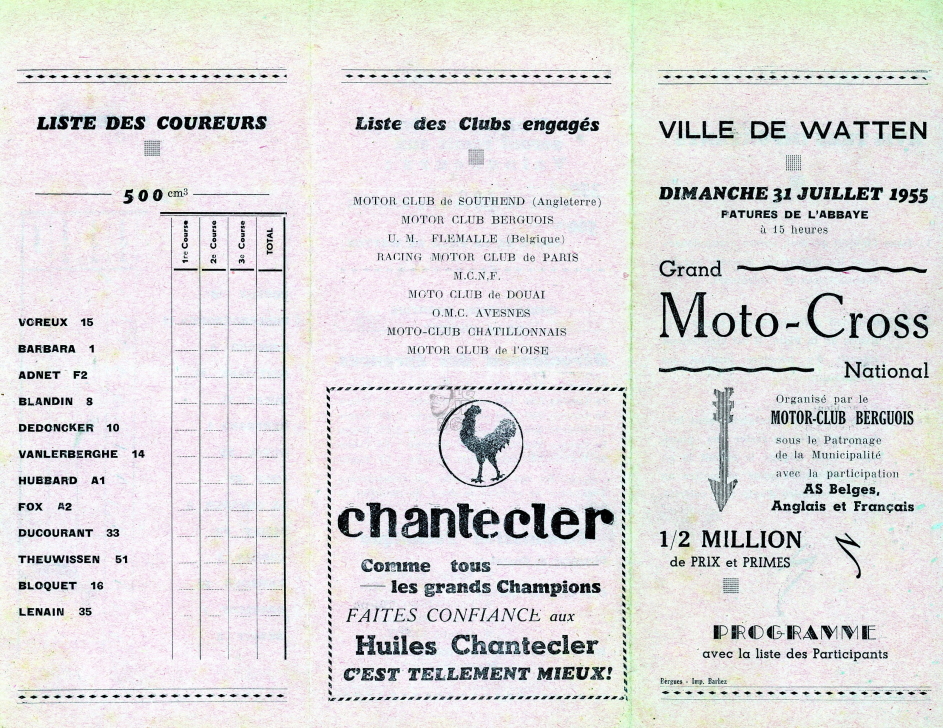 LISTE DES COUREURS
500 cm³
1re Course
2e Course
3e Course
TOTAL
VOREUX 15
BARBARA 1
ADNET F2
BLANDIN 8
DEDONCKER 10
VANLERBERGHE 14
HUBBARD A1
FOX A2
DUCOURANT 33
THEUWISSEN 51
BLOQUET 16
LENAIN 35
Liste des Clubs engagés
MOTOR CLUB de SOUTHEND (Angleterre)
MOTOR CLUB BERGUOIS
U. M. FLEMALLE (Belgique)
RACING MOTOR CLUB de PARIS
M.C.N.F.
MOTO CLUB de DOUAI
O.M.C. AVESNES
MOTO-CLUB CHATILLONNAIS
MOTOR CLUB de l'OISE
chantecler
Comme tous
les grands Champions
FAITES CONFIANCE aux
Huiles Chantecler
C'EST TELLEMENT MIEUX!
VILLE DE WATTEN
DIMANCHE 31 JUILLET 1955
PATURES DE L'ABBAYE
à 15 heures
Grand
Moto-Cross
National
Organisé par le
MOTOR-CLUB BERGUOIS
sous le Patronage
de la Municipalité
avec la participation
AS Belges,
Anglais et Français
1/2 MILLION
de PRIX et PRIMES
PROGRAMME
avec la liste des Participants
Bergues - Imp. Barbez